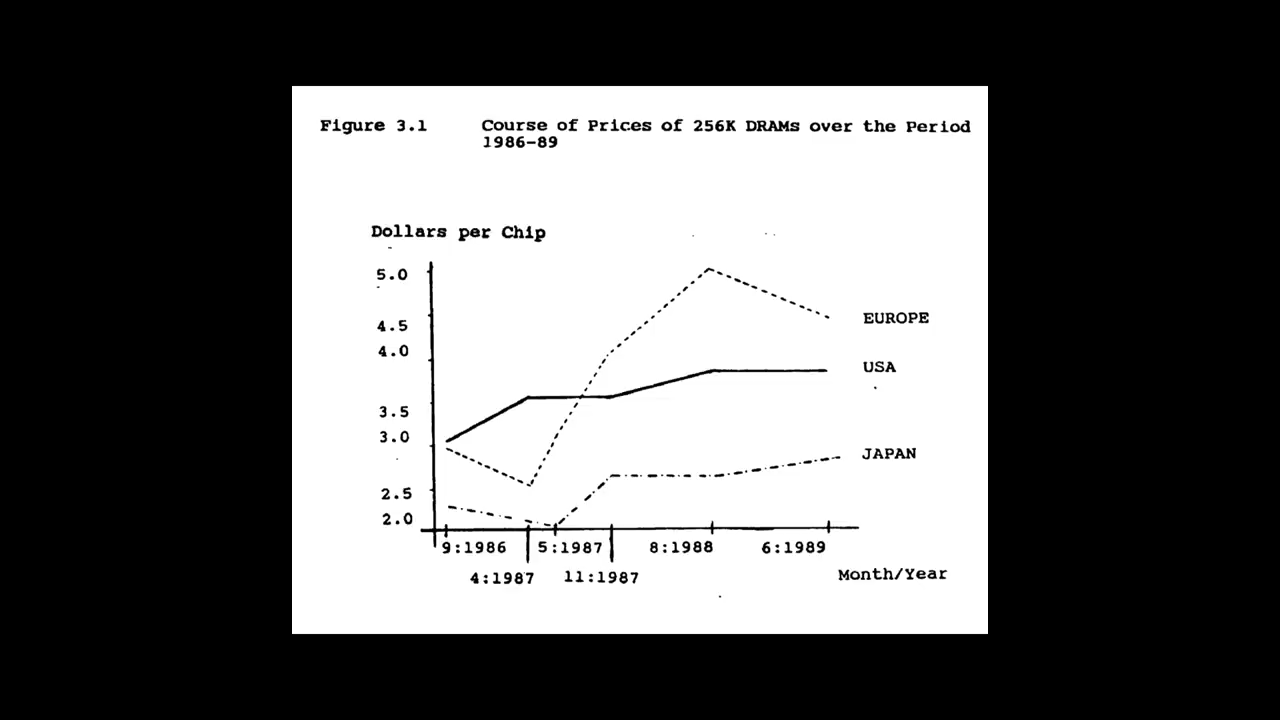 Figure 3.1 Course of Prices of 256K DRAMs over the Period
1986-89
Dollars per Chip
5.0
4.5
4.0
3.5
3.0
2.5
2.0
EUROPE
USA
JAPAN
9:1986 5:1987 8:1988 6:1989
4:1987 11:1987
Month/Year